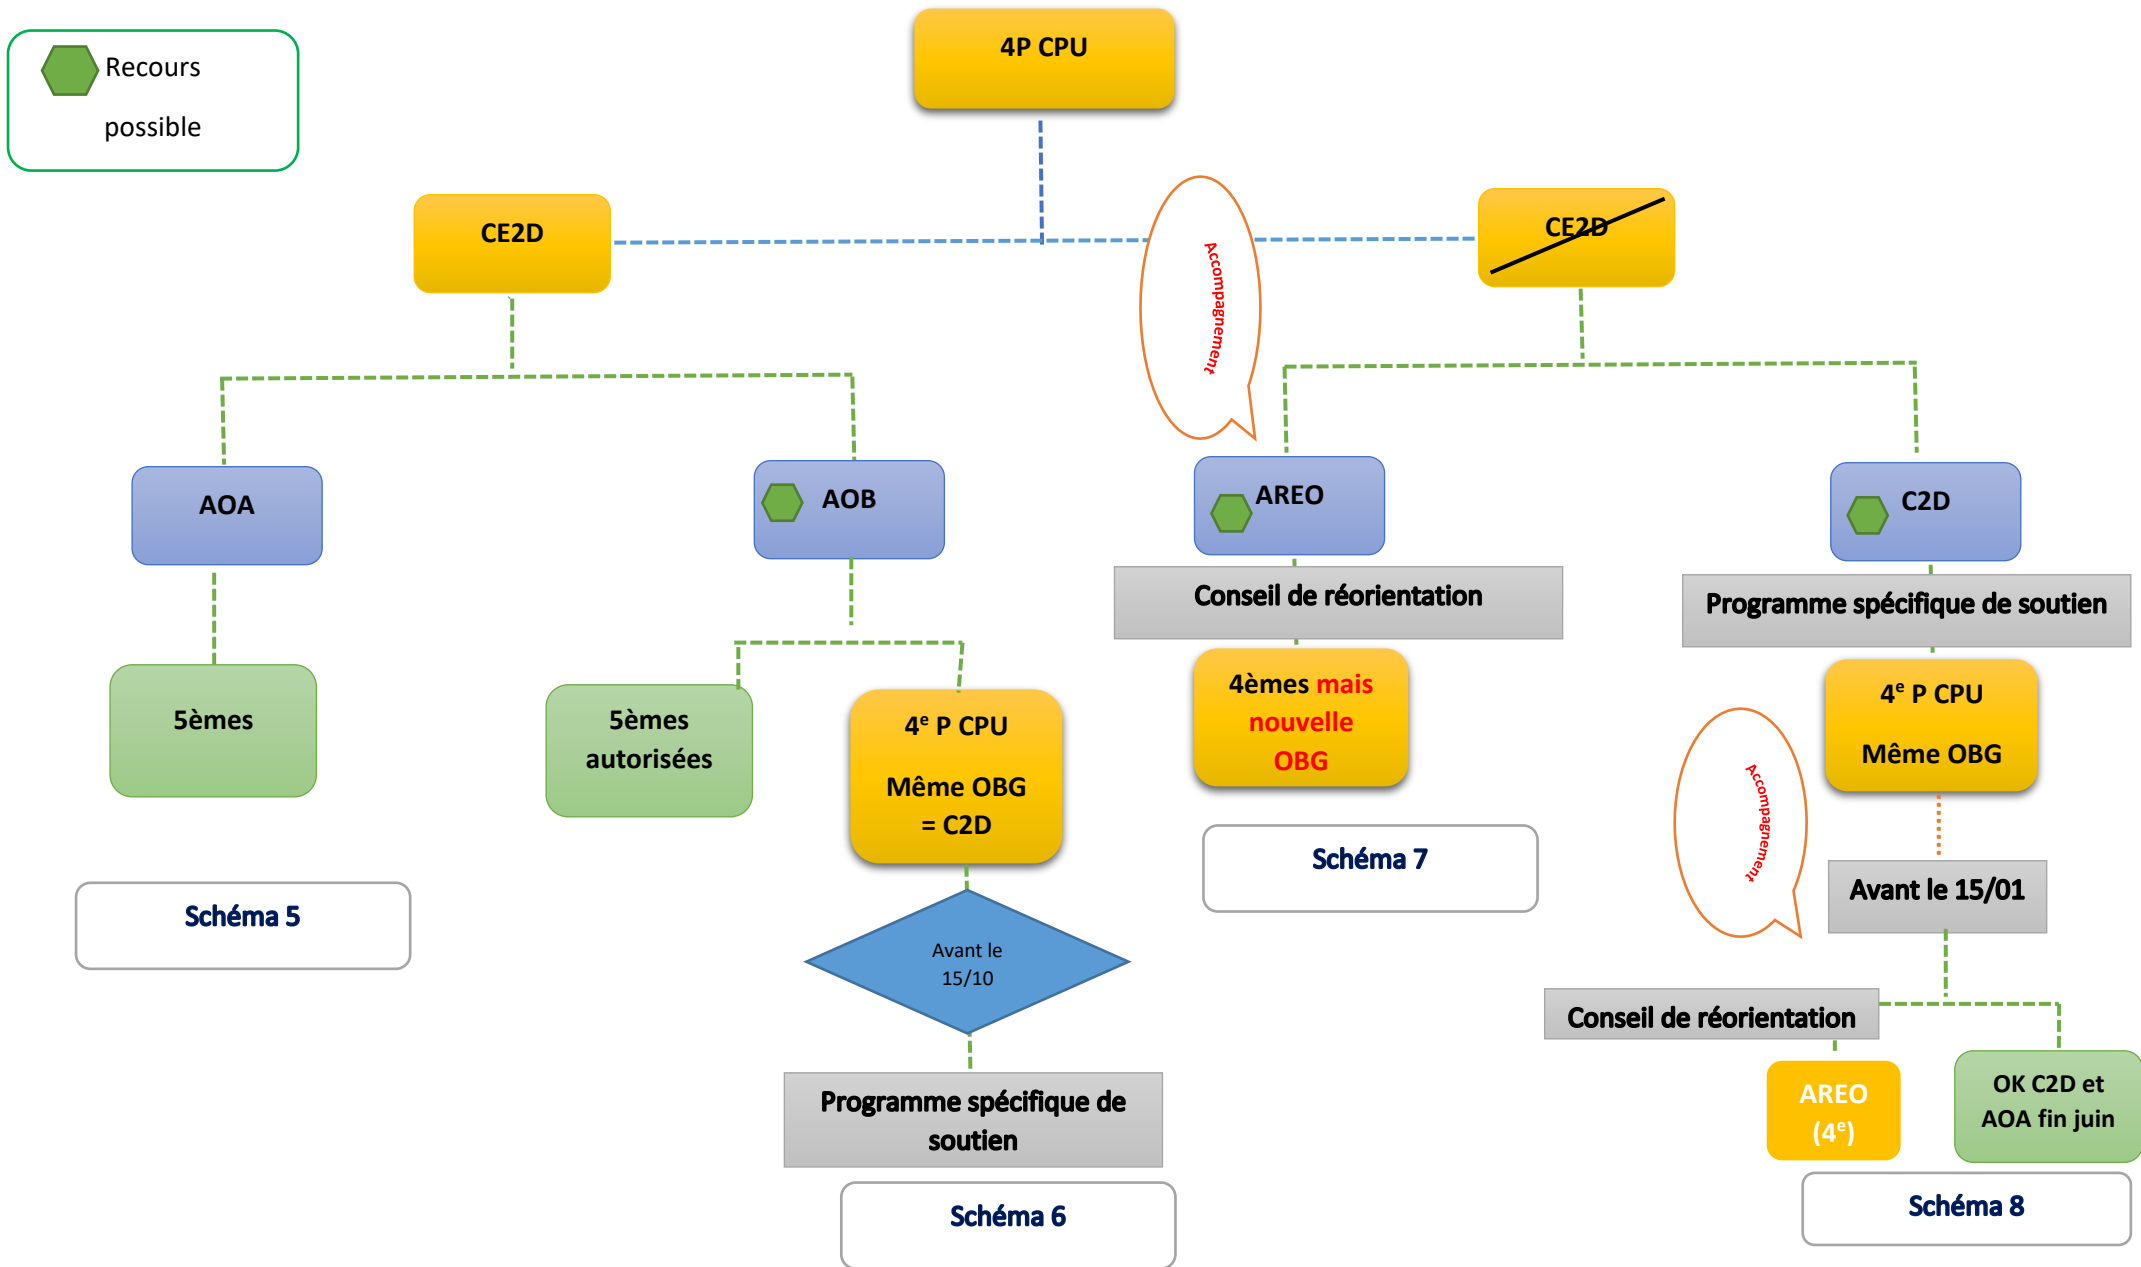 Recours
possible
4P CPU
CE2D
CE2D
Accompagnement
AOA
AOB
AREO
C2D
Conseil de réorientation
Programme spécifique de soutien
5èmes
5èmes
autorisées
4e P CPU
Même OBG
= C2D
4èmes mais
nouvelle
OBG
4e P CPU
Même OBG
Accompagnement
Schéma 5
Avant le
15/10
Schéma 7
Avant le 15/01
Conseil de réorientation
Programme spécifique de
soutien
AREO
(4e)
OK C2D et
AOA fin juin
Schéma 6
Schéma 8